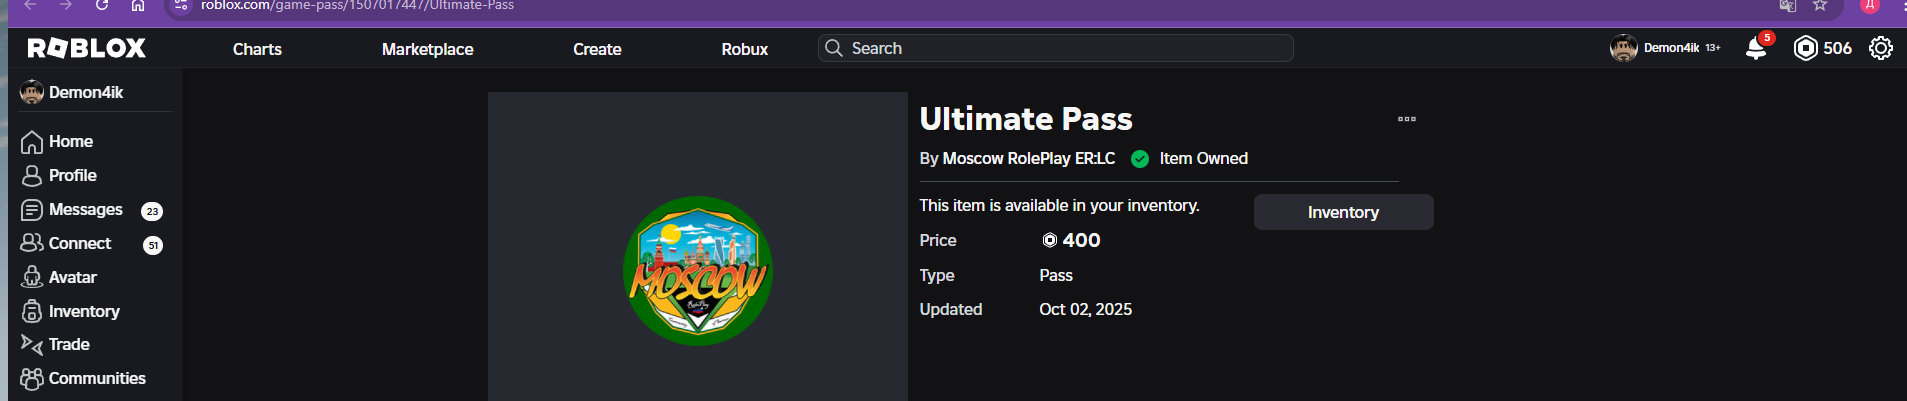 roblox.com/game-pass/1507017447/Ultimate-Pass
Д
ROBLOX
Charts
Marketplace
Create
Robux
Search
Demon4ik 13+
5
506
Demon4ik
Home
Profile
Messages 23
Connect 51
Avatar
Inventory
Trade
Communities
MOSCOW
RolePlay
Ultimate Pass
By Moscow RolePlay ER:LC Item Owned
This item is available in your inventory.
Inventory
Price 400
Type Pass
Updated Oct 02, 2025